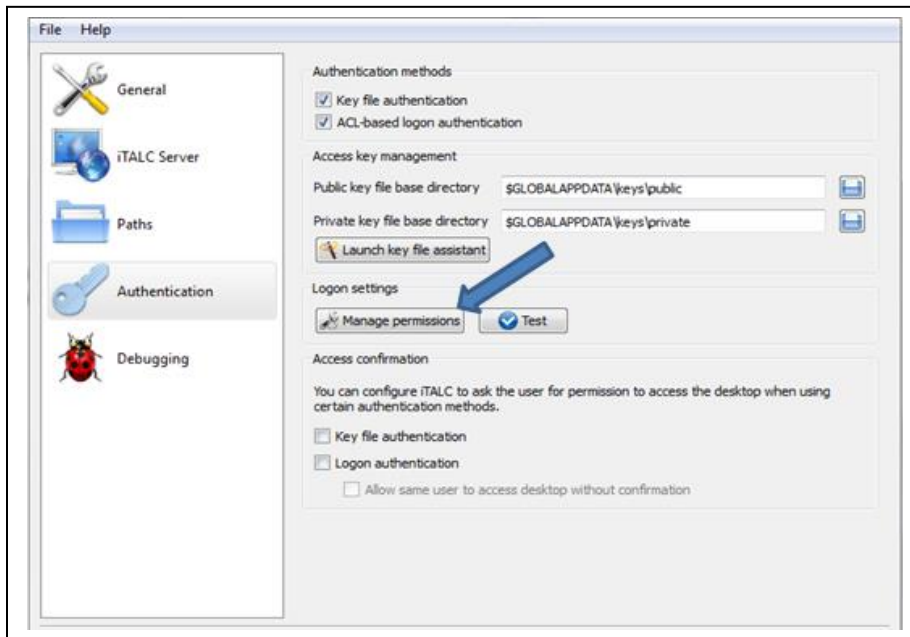 File Help
General
iTALC Server
Paths
Authentication
Debugging
Authentication methods
Key file authentication
ACL-based logon authentication
Access key management
Public key file base directory $GLOBALAPPDATA\keys\public
Private key file base directory $GLOBALAPPDATA\keys\private
Launch key file assistant
Logon settings
Manage permissions Test
Access confirmation
You can configure iTALC to ask the user for permission to access the desktop when using
certain authentication methods.
Key file authentication
Logon authentication
Allow same user to access desktop without confirmation